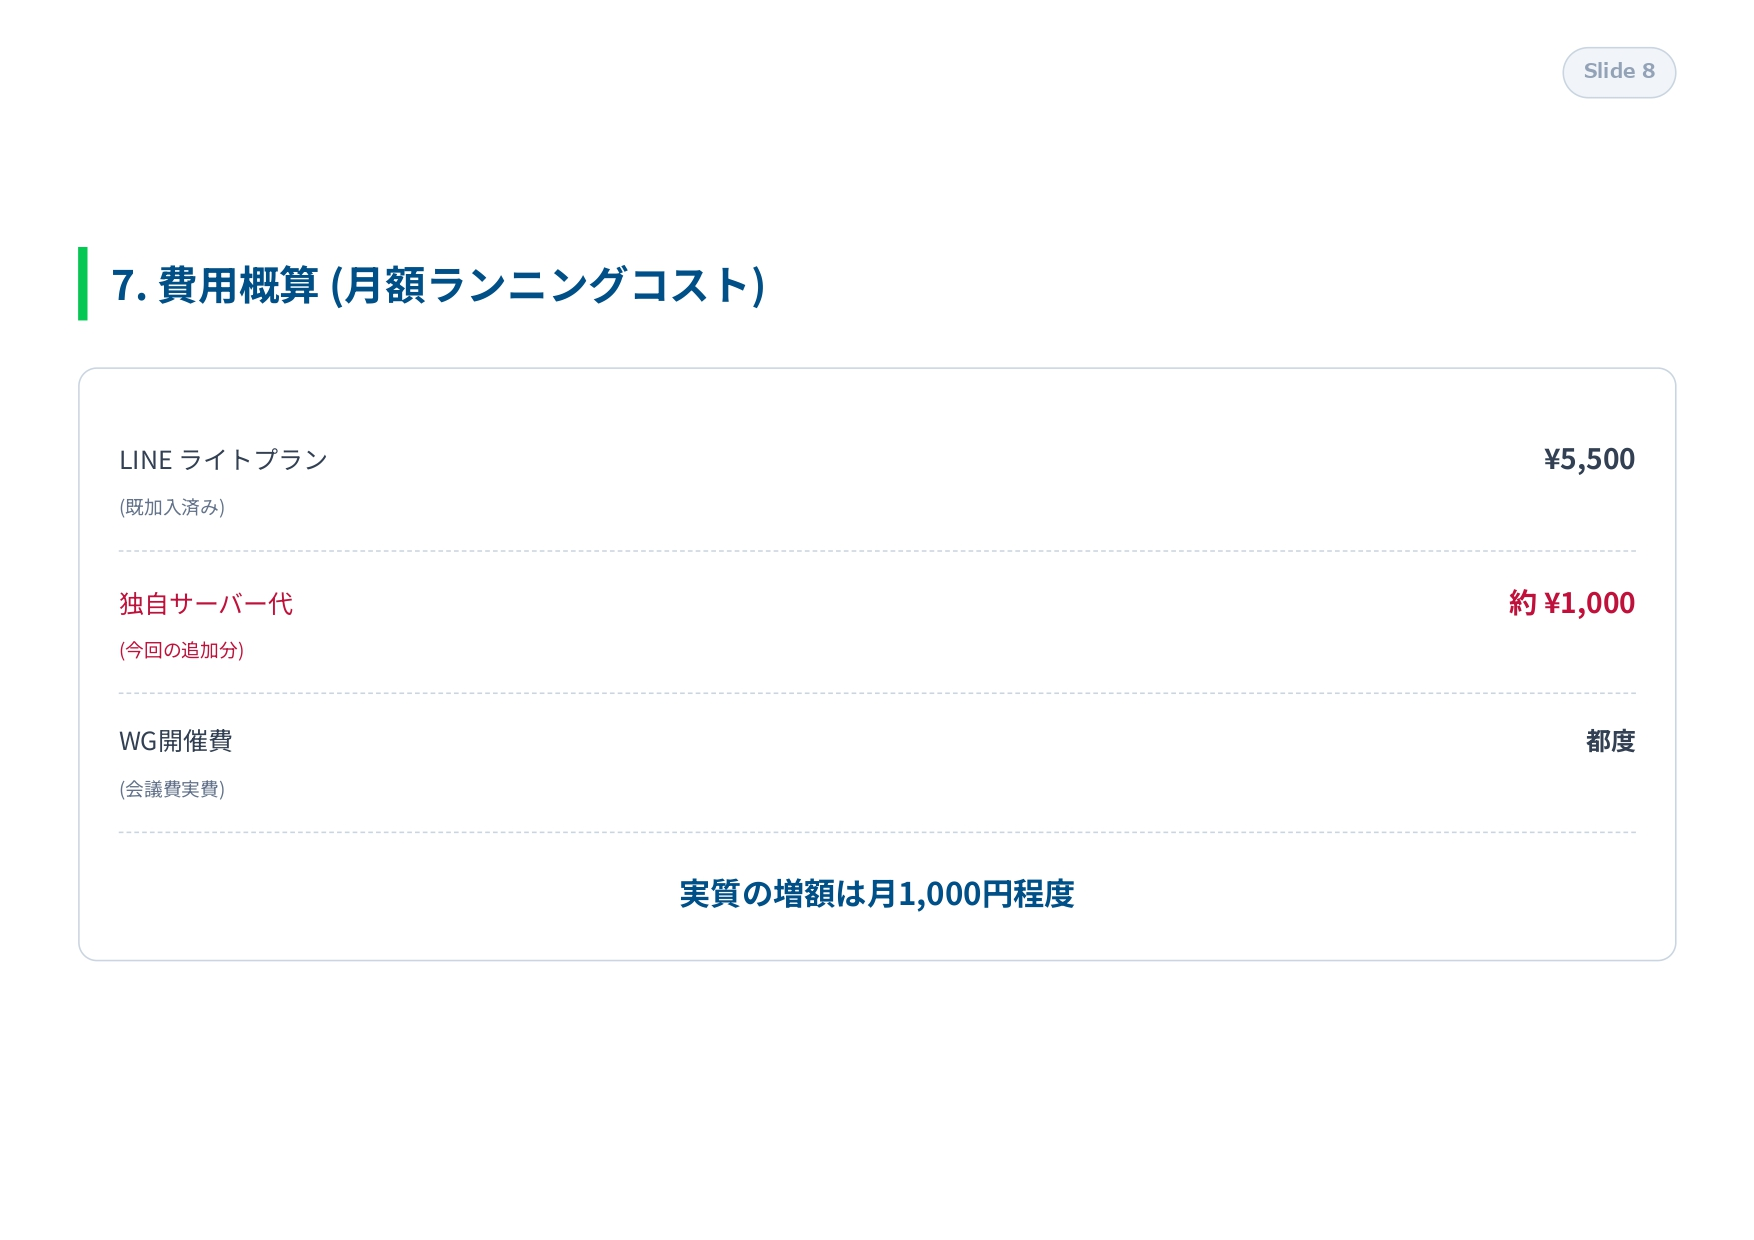 Slide 8
7. 費用概算 (月額ランニングコスト)
LINE ライトプラン ¥5,500
(既加入済み)
独自サーバー代 約 ¥1,000
(今回の追加分)
WG開催費 都度
(会議費実費)
実質の増額は月1,000円程度